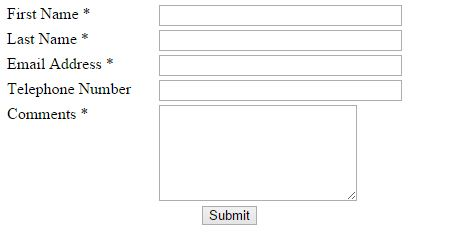 First Name *
Last Name *
Email Address *
Telephone Number
Comments *
Submit